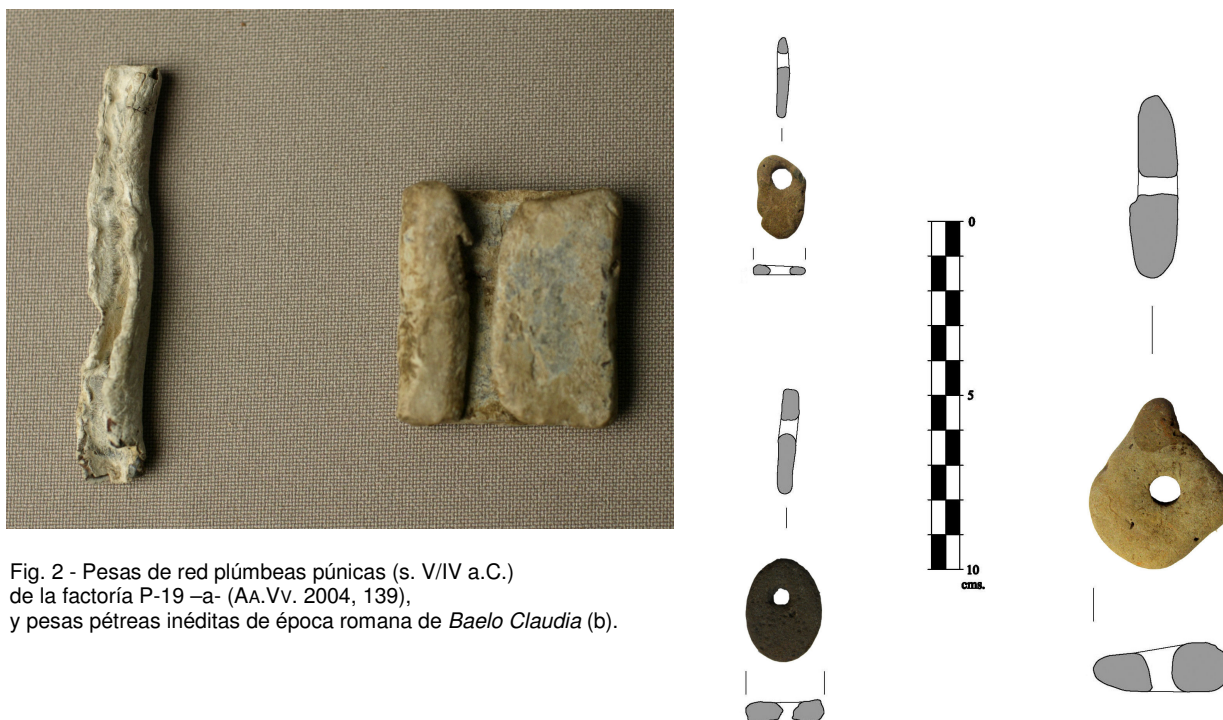 0
5
10
cms.
Fig. 2 - Pesas de red plúmbeas púnicas (s. V/IV a.C.)
de la factoría P-19 –a- (AA.VV. 2004, 139),
y pesas pétreas inéditas de época romana de Baelo Claudia (b).